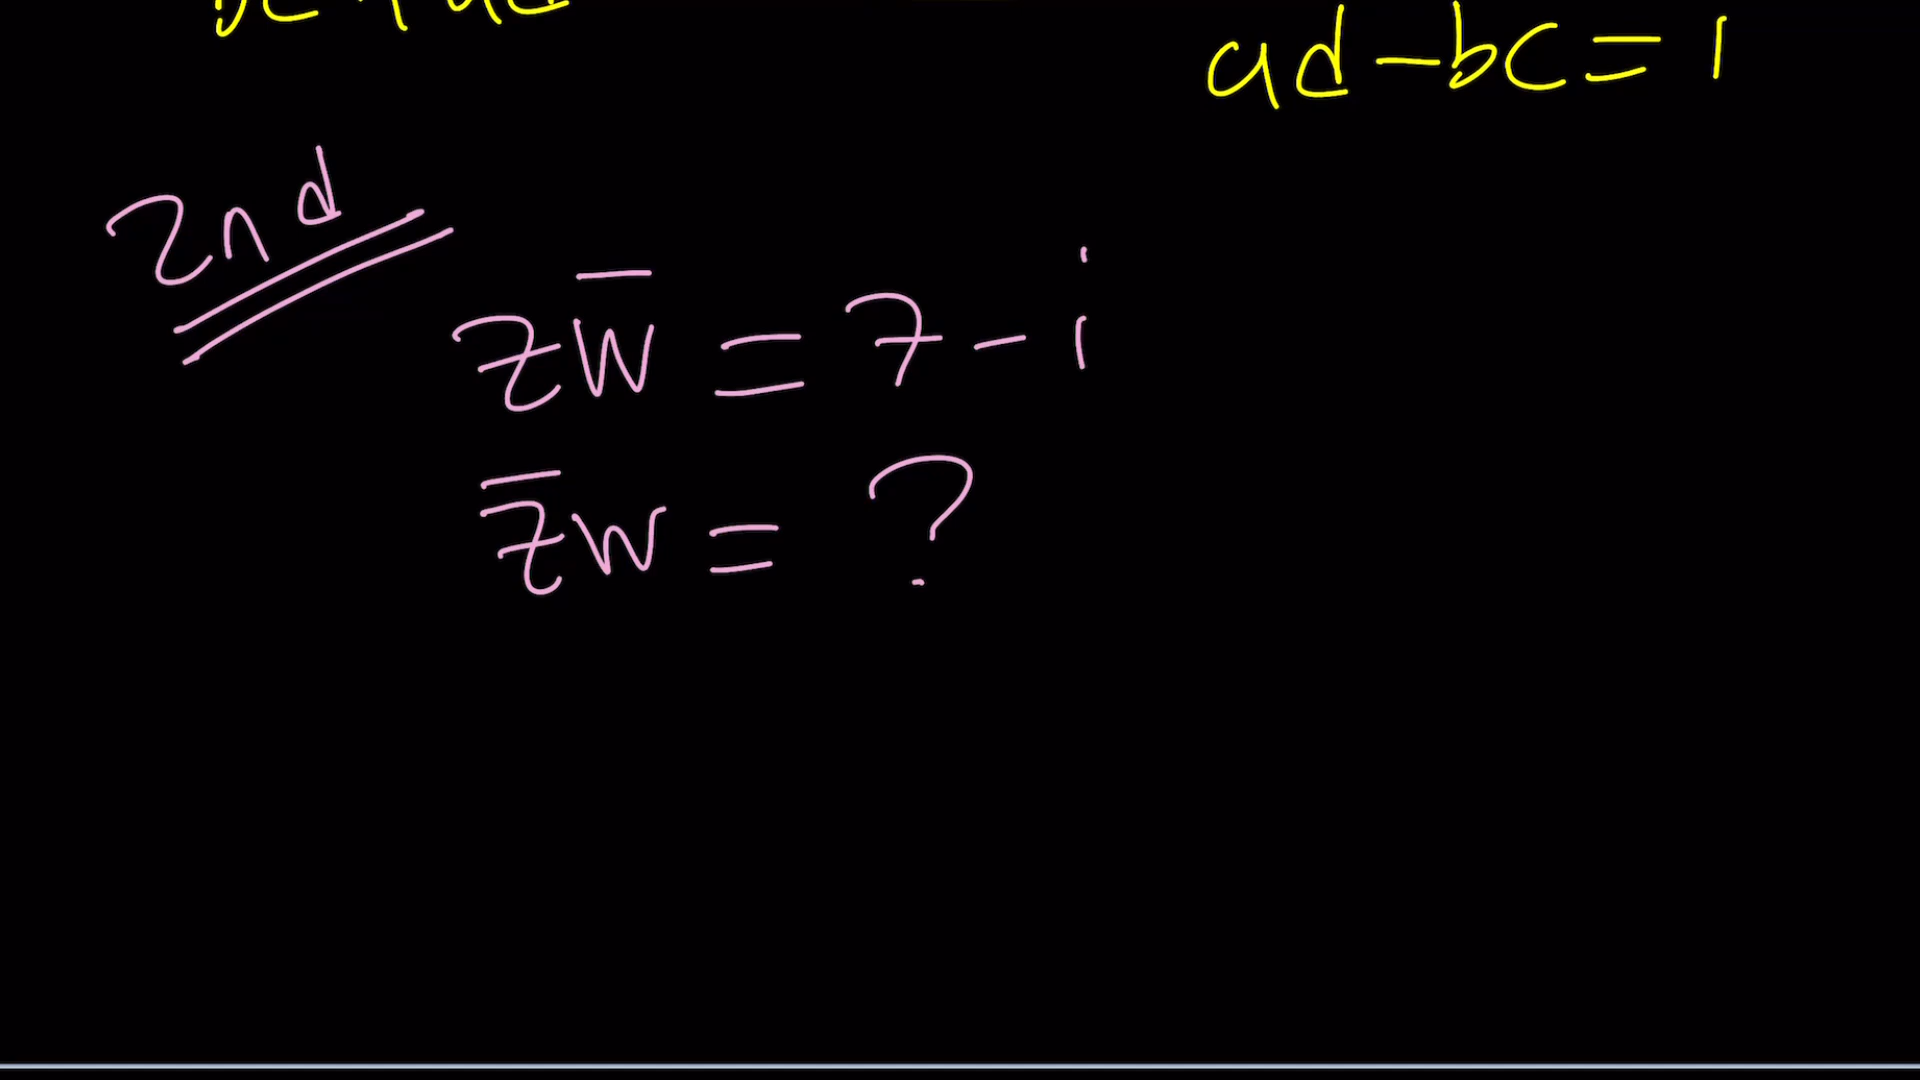 ad-bc=1
2nd
zw̅=7-i
z̅w=?